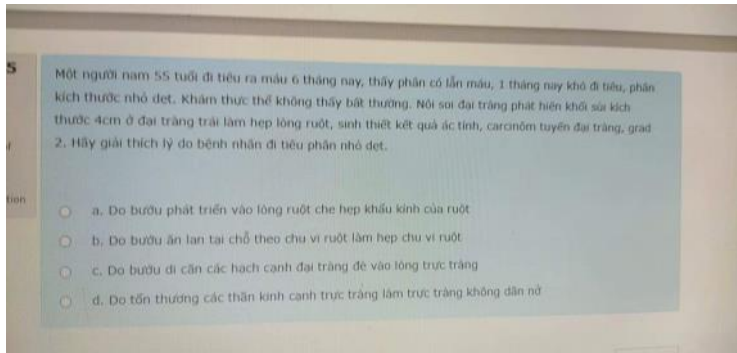 5
Một người nam 55 tuổi đi tiêu ra máu 6 tháng nay, thấy phân có lẫn máu, 1 tháng nay khó đi tiêu, phân
kích thước nhỏ dẹt. Khám thực thể không thấy bất thường. Nội soi đại tràng phát hiện khối sùi kích
thước 4cm ở đại tràng trái làm hẹp lòng ruột, sinh thiết kết quả ác tính, carcinôm tuyến đại tràng, grad
2. Hãy giải thích lý do bệnh nhân đi tiêu phân nhỏ dẹt.
tion
a. Do bướu phát triển vào lòng ruột che hẹp khẩu kính của ruột
b. Do bướu ăn lan tại chỗ theo chu vi ruột làm hẹp chu vi ruột
c. Do bướu di căn các hạch cạnh đại tràng đè vào lòng trực tràng
d. Do tổn thương các thần kinh cạnh trực tràng làm trực tràng không dãn nở